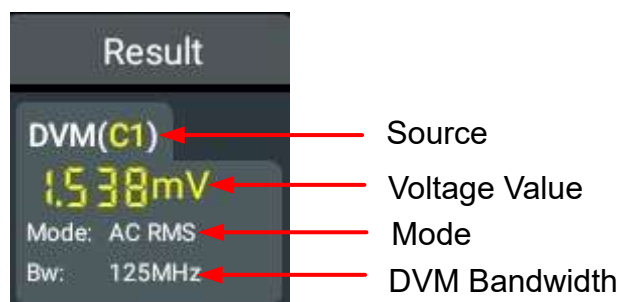 Result
DVM(C1)
Source
1.538mV
Voltage Value
Mode: AC RMS
Mode
Bw: 125MHz
DVM Bandwidth